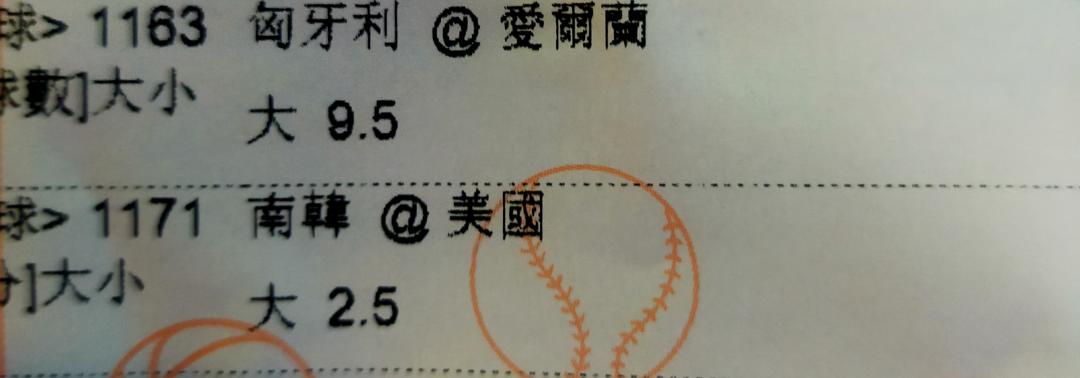 球> 1163 匈牙利 @ 愛爾蘭
球數]大小 大 9.5
球> 1171 南韓 @ 美國
分]大小 大 2.5